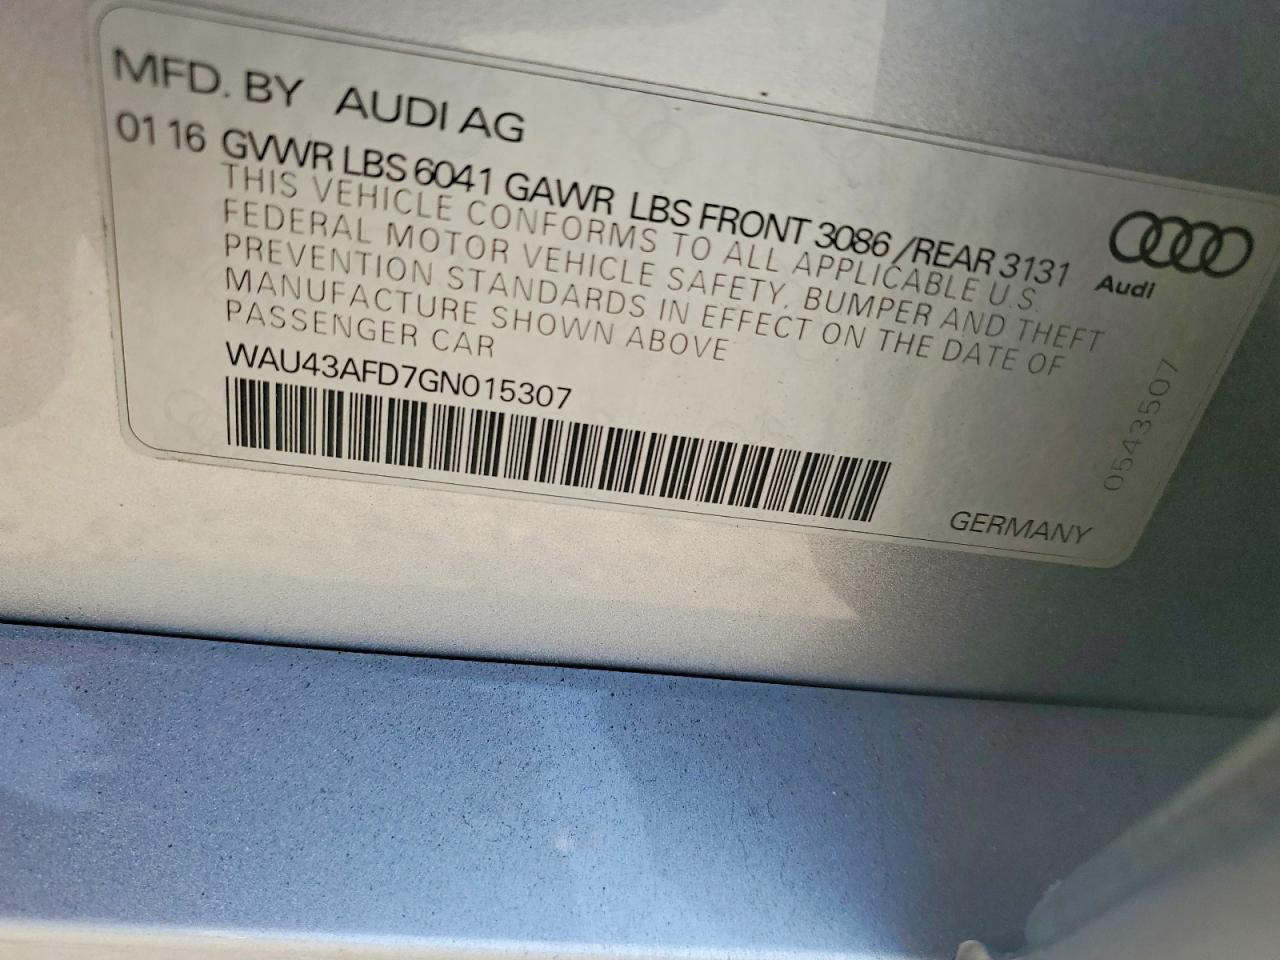 MFD. BY AUDI AG
01 16 GVWR LBS 6041 GAWR LBS FRONT 3086 /REAR 3131
THIS VEHICLE CONFORMS TO ALL APPLICABLE U.S.
FEDERAL MOTOR VEHICLE SAFETY, BUMPER AND THEFT
PREVENTION STANDARDS IN EFFECT ON THE DATE OF
MANUFACTURE SHOWN ABOVE
PASSENGER CAR
WAU43AFD7GN015307
Audi
0543507
GERMANY